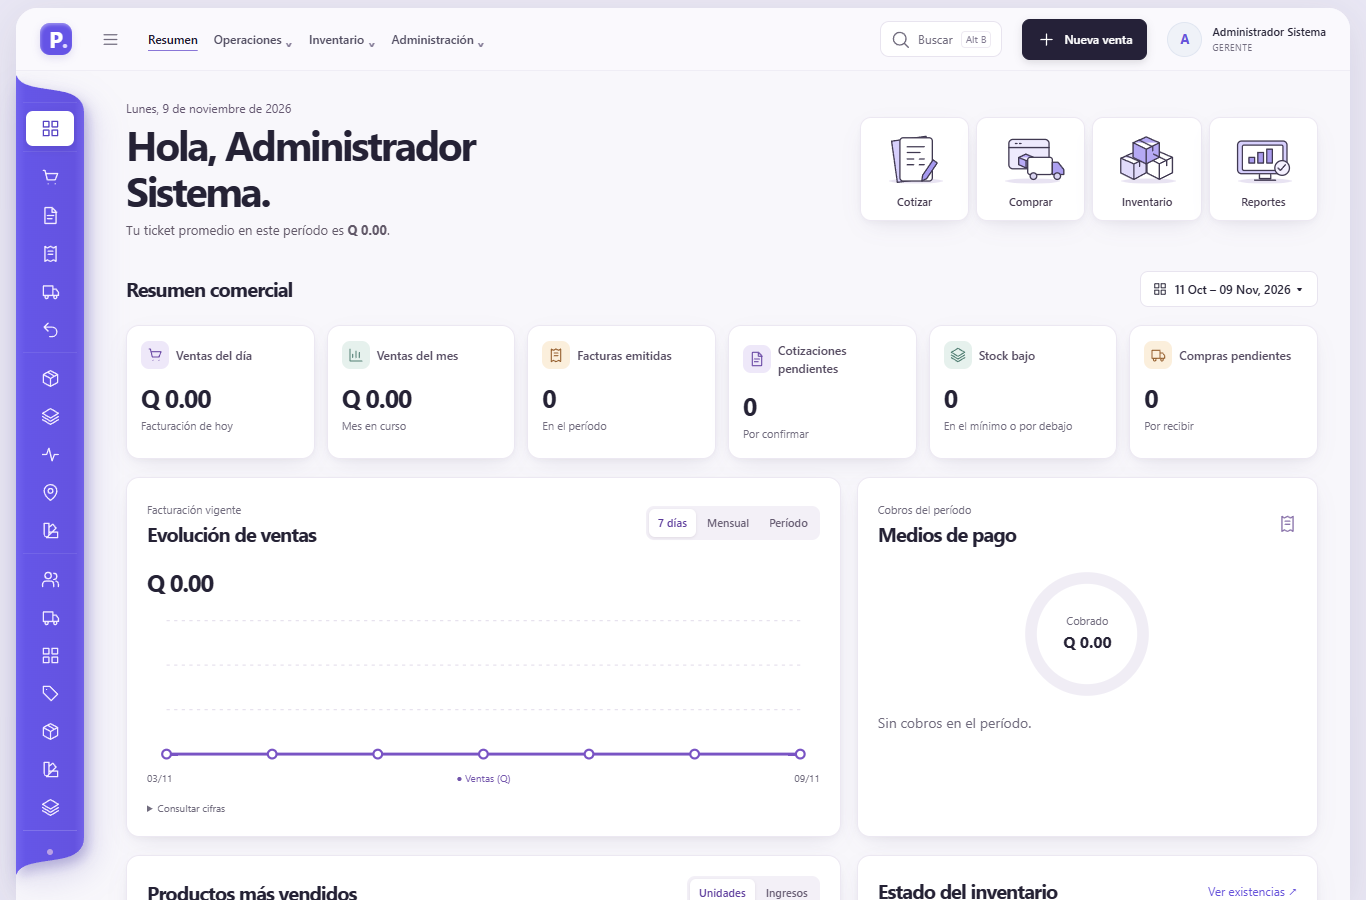 P.
Resumen
Operaciones
Inventario
Administración
Buscar
Alt B
Nueva venta
A
Administrador Sistema
GERENTE
Lunes, 9 de noviembre de 2026
Hola, Administrador
Sistema.
Tu ticket promedio en este período es Q 0.00.
Cotizar
Comprar
Inventario
Reportes
Resumen comercial
11 Oct – 09 Nov, 2026
Ventas del día
Q 0.00
Facturación de hoy
Ventas del mes
Q 0.00
Mes en curso
Facturas emitidas
0
En el período
Cotizaciones
pendientes
0
Por confirmar
Stock bajo
0
En el mínimo o por debajo
Compras pendientes
0
Por recibir
Facturación vigente
Evolución de ventas
7 días
Mensual
Período
Q 0.00
03/11
Ventas (Q)
09/11
Consultar cifras
Cobros del período
Medios de pago
Cobrado
Q 0.00
Sin cobros en el período.
Productos más vendidos
Unidades
Ingresos
Estado del inventario
Ver existencias ↗